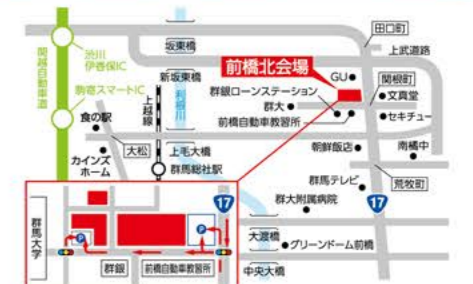 田口町
上武道路
関越自動車道
渋川
伊香保IC
坂東橋
新坂東橋
前橋北会場
GU
関根町
文真堂
駒寄スマートIC
上越線
利根川
群銀ローンステーション
群大
前橋自動車教習所
セキチュー
食の駅
大松
上毛大橋
朝鮮飯店
南橘中
カインズ
ホーム
群馬総社駅
群馬テレビ
荒牧町
群大附属病院
17
17
群馬大学
P
P
大渡橋
グリーンドーム前橋
群銀
前橋自動車教習所
中央大橋